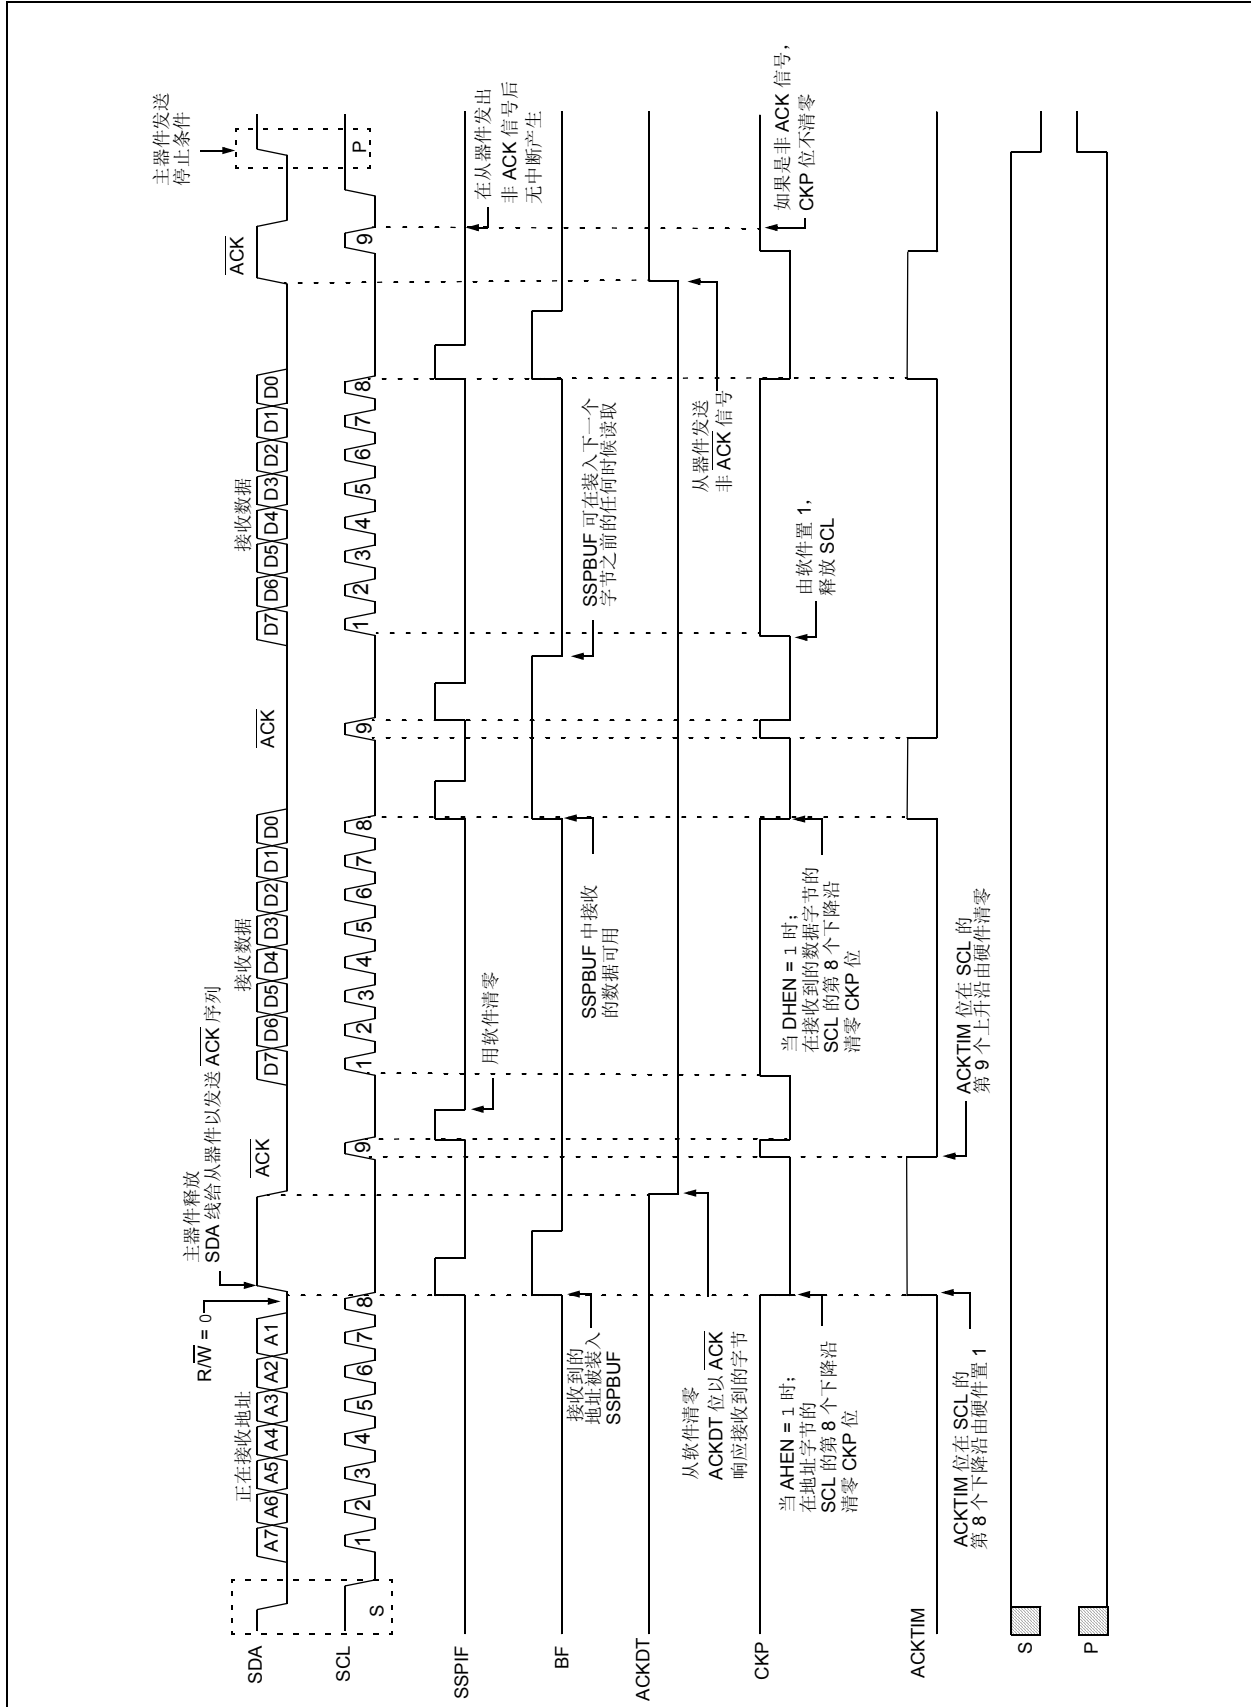 主器件释放
SDA 线给从器件以发送 ACK 序列
主器件发送
停止条件
R/W = 0
正在接收地址
ACK
接收数据
ACK
接收数据
ACK
SDA
A7 A6 A5 A4 A3 A2 A1
D7 D6 D5 D4 D3 D2 D1 D0
D7 D6 D5 D4 D3 D2 D1 D0
SCL
S
1 2 3 4 5 6 7 8
9
1 2 3 4 5 6 7 8
9
1 2 3 4 5 6 7 8
9
P
SSPIF
用软件清零
在从器件发出
非 ACK 信号后
无中断产生
BF
接收到的
地址被装入
SSPBUF
SSPBUF 中接收
的数据可用
SSPBUF 可在装入下一个
字节之前的任何时候读取
ACKDT
从软件清零
ACKDT 位以 ACK
响应接收到的字节
从器件发送
非 ACK 信号
CKP
当 AHEN = 1 时；
在地址字节的
SCL 的第 8 个下降沿
清零 CKP 位
当 DHEN = 1 时；
在接收到的数据字节的
SCL 的第 8 个下降沿
清零 CKP 位
由软件置 1，
释放 SCL
如果是非 ACK 信号，
CKP 位不清零
ACKTIM
ACKTIM 位在 SCL 的
第 8 个下降沿由硬件置 1
ACKTIM 位在 SCL 的
第 9 个上升沿由硬件清零
S
P